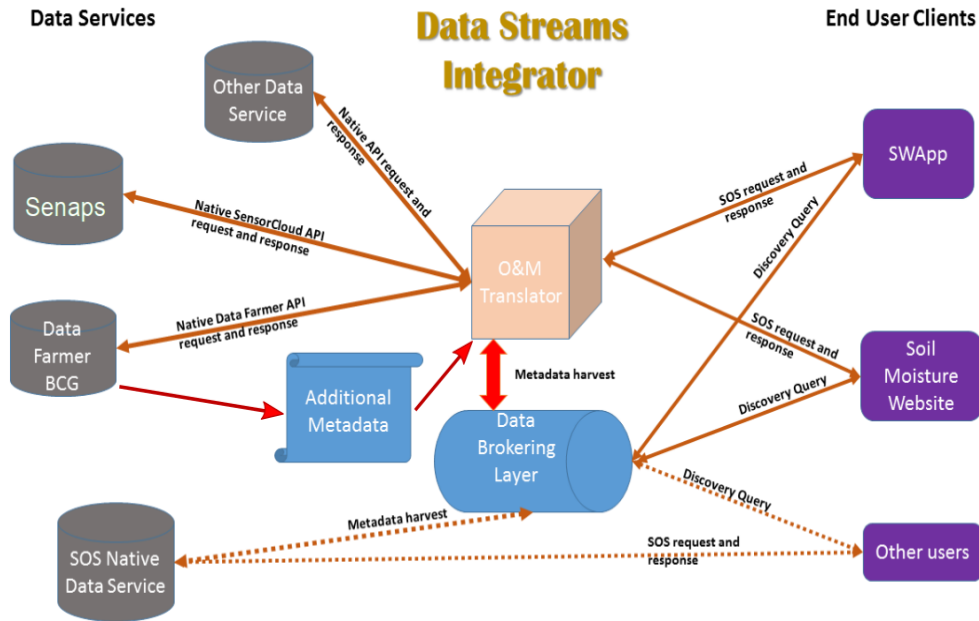 Data Services
Data Streams
Integrator
End User Clients
Other Data
Service
Native API request and
response
SWApp
Senaps
SOS request and
response
Native SensorCloud API
request and response
Discovery Query
O&M
Translator
Native Data Farmer API
request and response
Data
Farmer
BCG
SOS request and
response
Soil
Moisture
Website
Additional
Metadata
Metadata harvest
Discovery Query
Data
Brokering
Layer
Discovery Query
Metadata harvest
SOS Native
Data Service
SOS request and
response
Other users